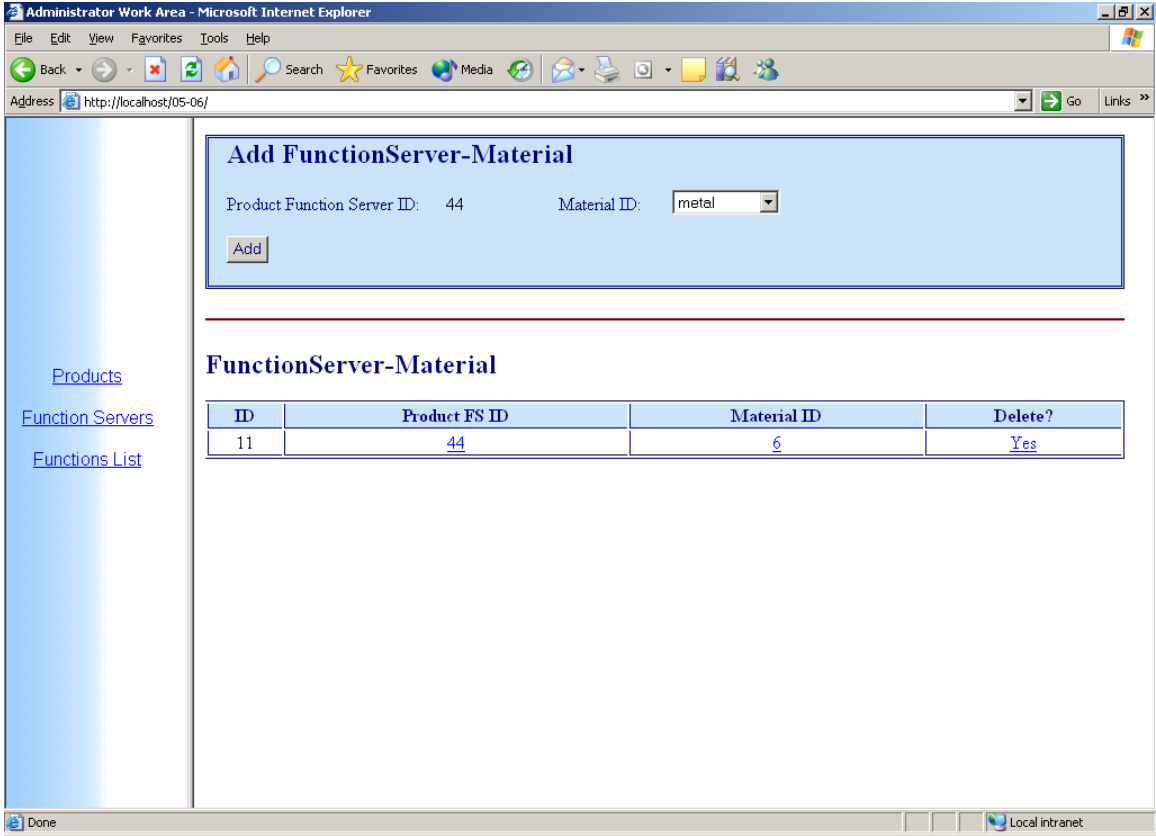 Administrator Work Area - Microsoft Internet Explorer
File Edit View Favorites Tools Help
Back Search Favorites Media
Address http://localhost/05-06/ Go Links »
Add FunctionServer-Material
Product Function Server ID: 44 Material ID: metal
Add
Products
Function Servers
Functions List
FunctionServer-Material
ID Product FS ID Material ID Delete?
11 44 6 Yes
Done Local intranet